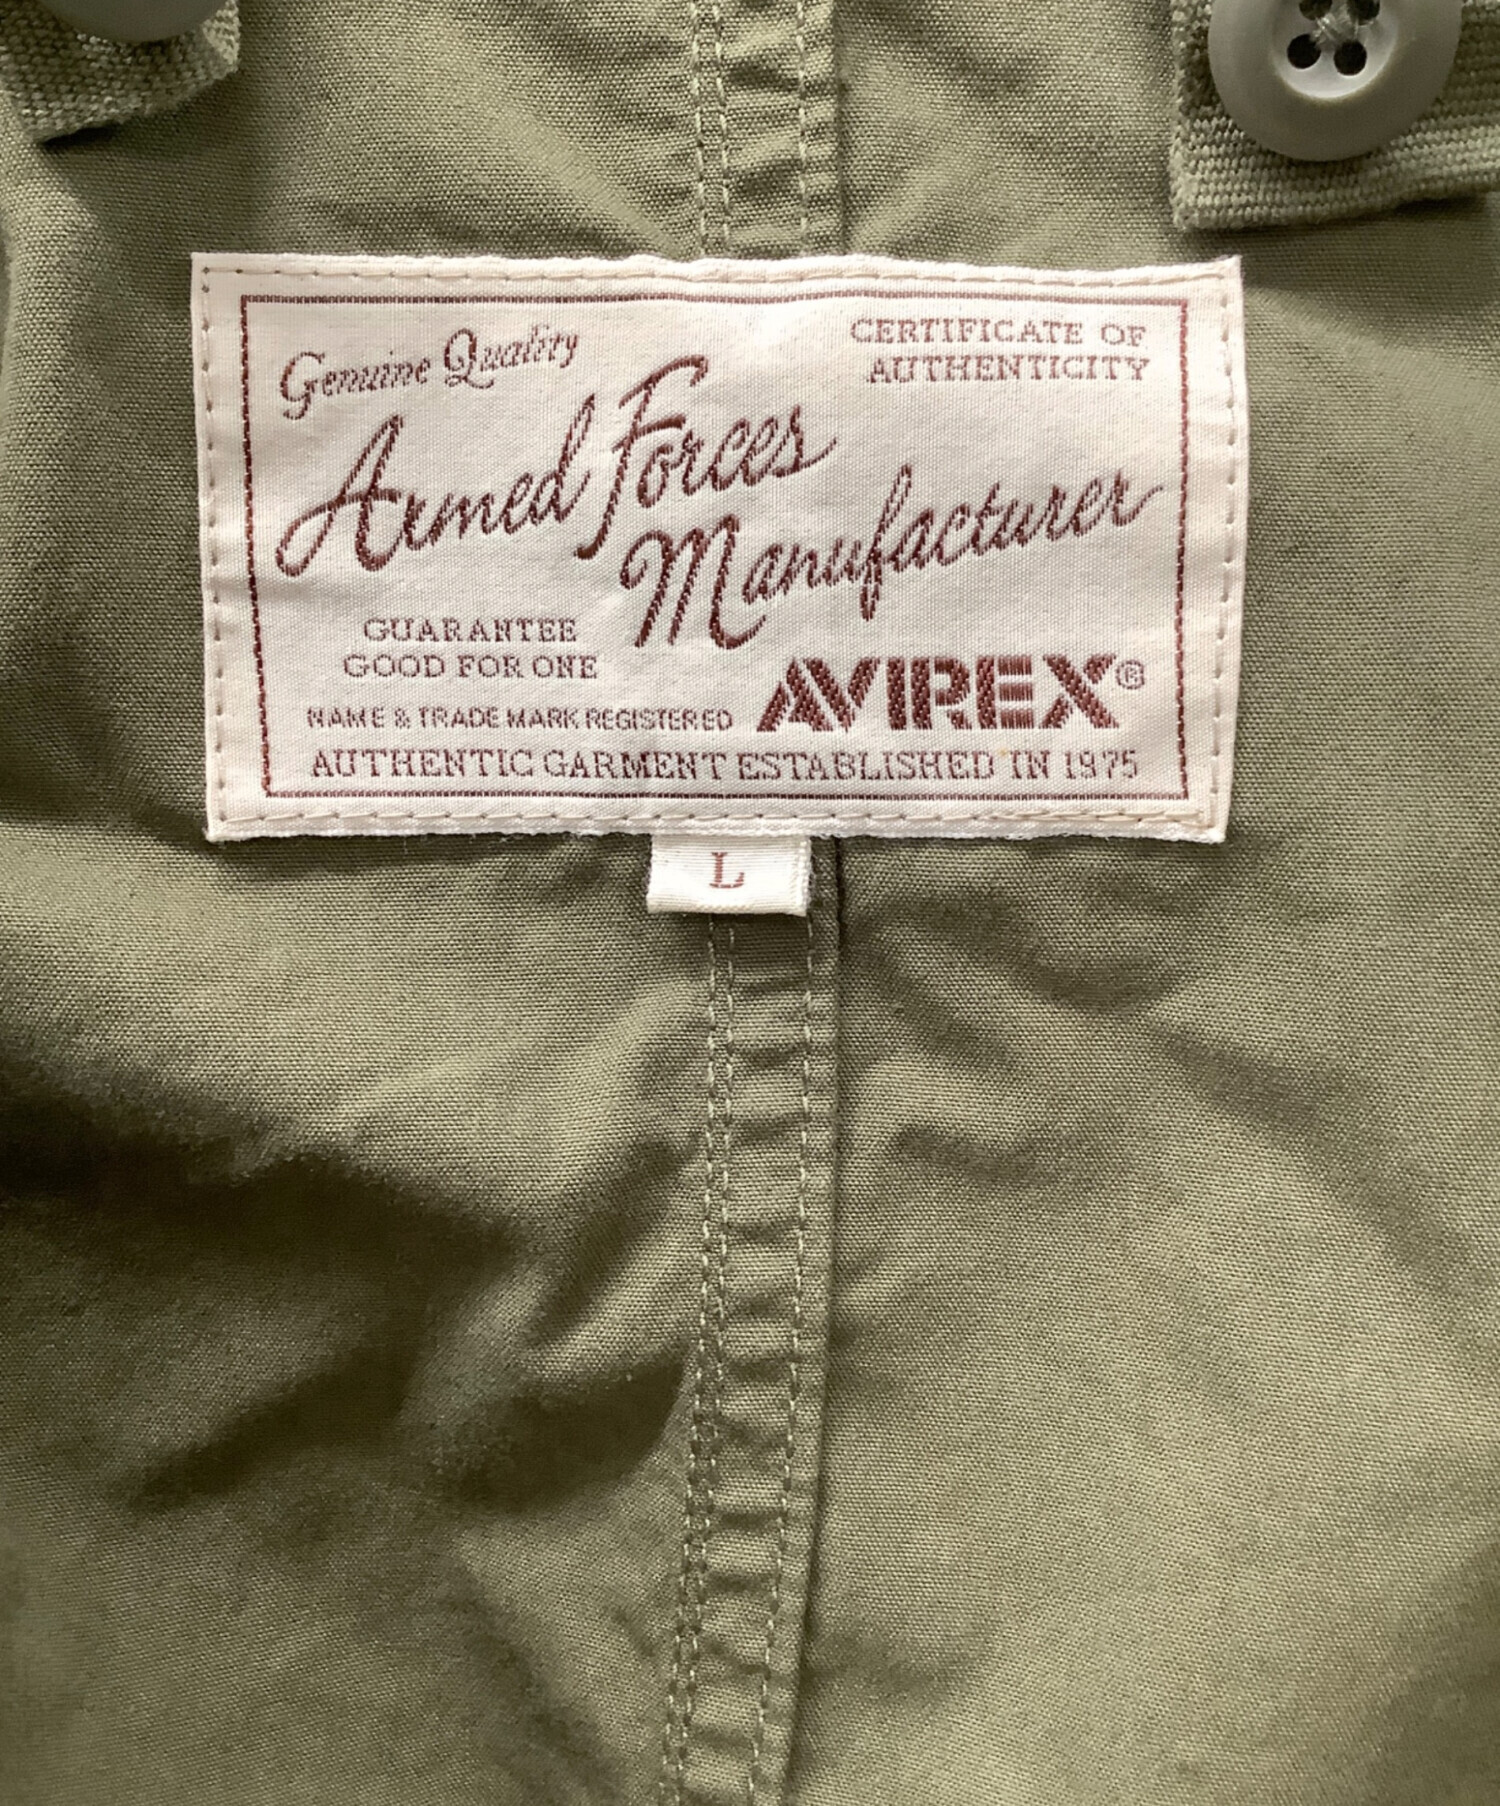 Genuine Quality
CERTIFICATE OF
AUTHENTICITY
Armed Forces
Manufacturer
GUARANTEE
GOOD FOR ONE
AVIREX®
NAME & TRADE MARK REGISTERED
AUTHENTIC GARMENT ESTABLISHED IN 1975
L